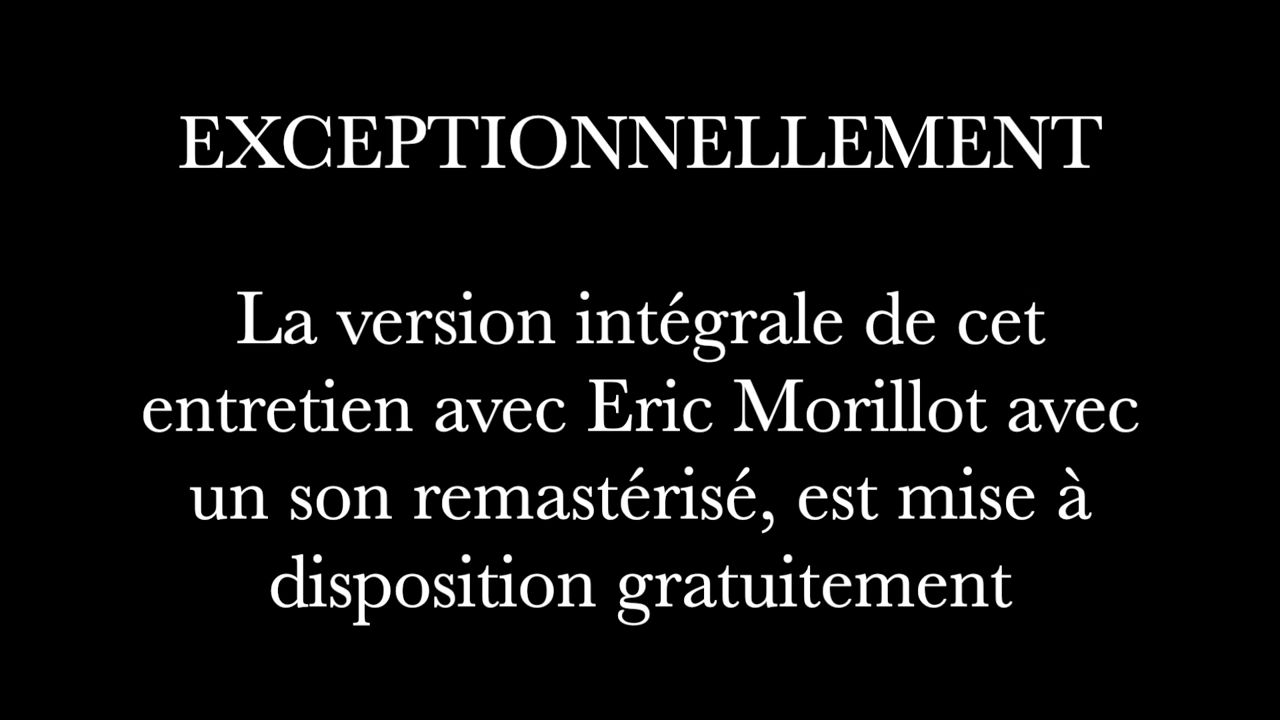 EXCEPTIONNELLEMENT
La version intégrale de cet
entretien avec Eric Morillot avec
un son remastérisé, est mise à
disposition gratuitement